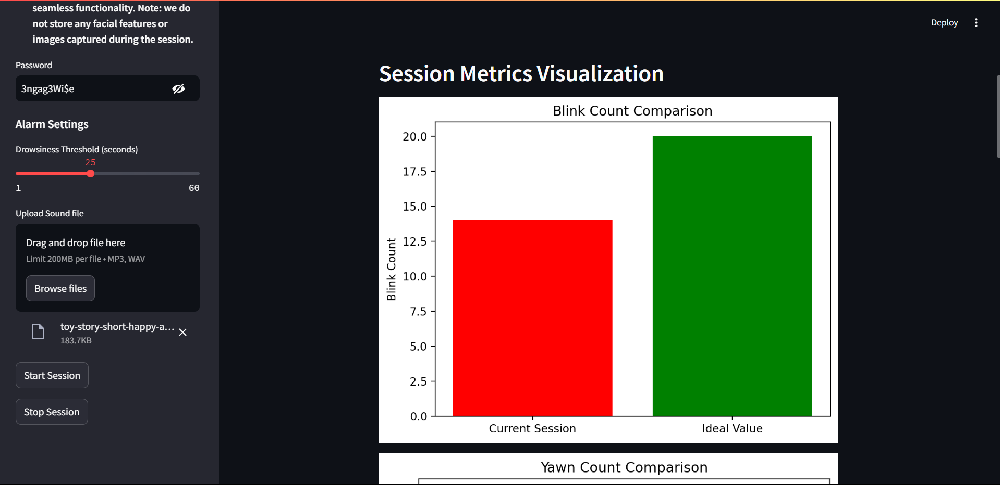 seamless functionality. Note: we do
not store any facial features or
images captured during the session.
Password
3ngag3Wi$e
Alarm Settings
Drowsiness Threshold (seconds)
25
1
60
Upload Sound file
Drag and drop file here
Limit 200MB per file • MP3, WAV
Browse files
toy-story-short-happy-a...
183.7KB
Start Session
Stop Session
Deploy
Session Metrics Visualization
Blink Count Comparison
Blink Count
20.0
17.5
15.0
12.5
10.0
7.5
5.0
2.5
0.0
Current Session
Ideal Value
Yawn Count Comparison